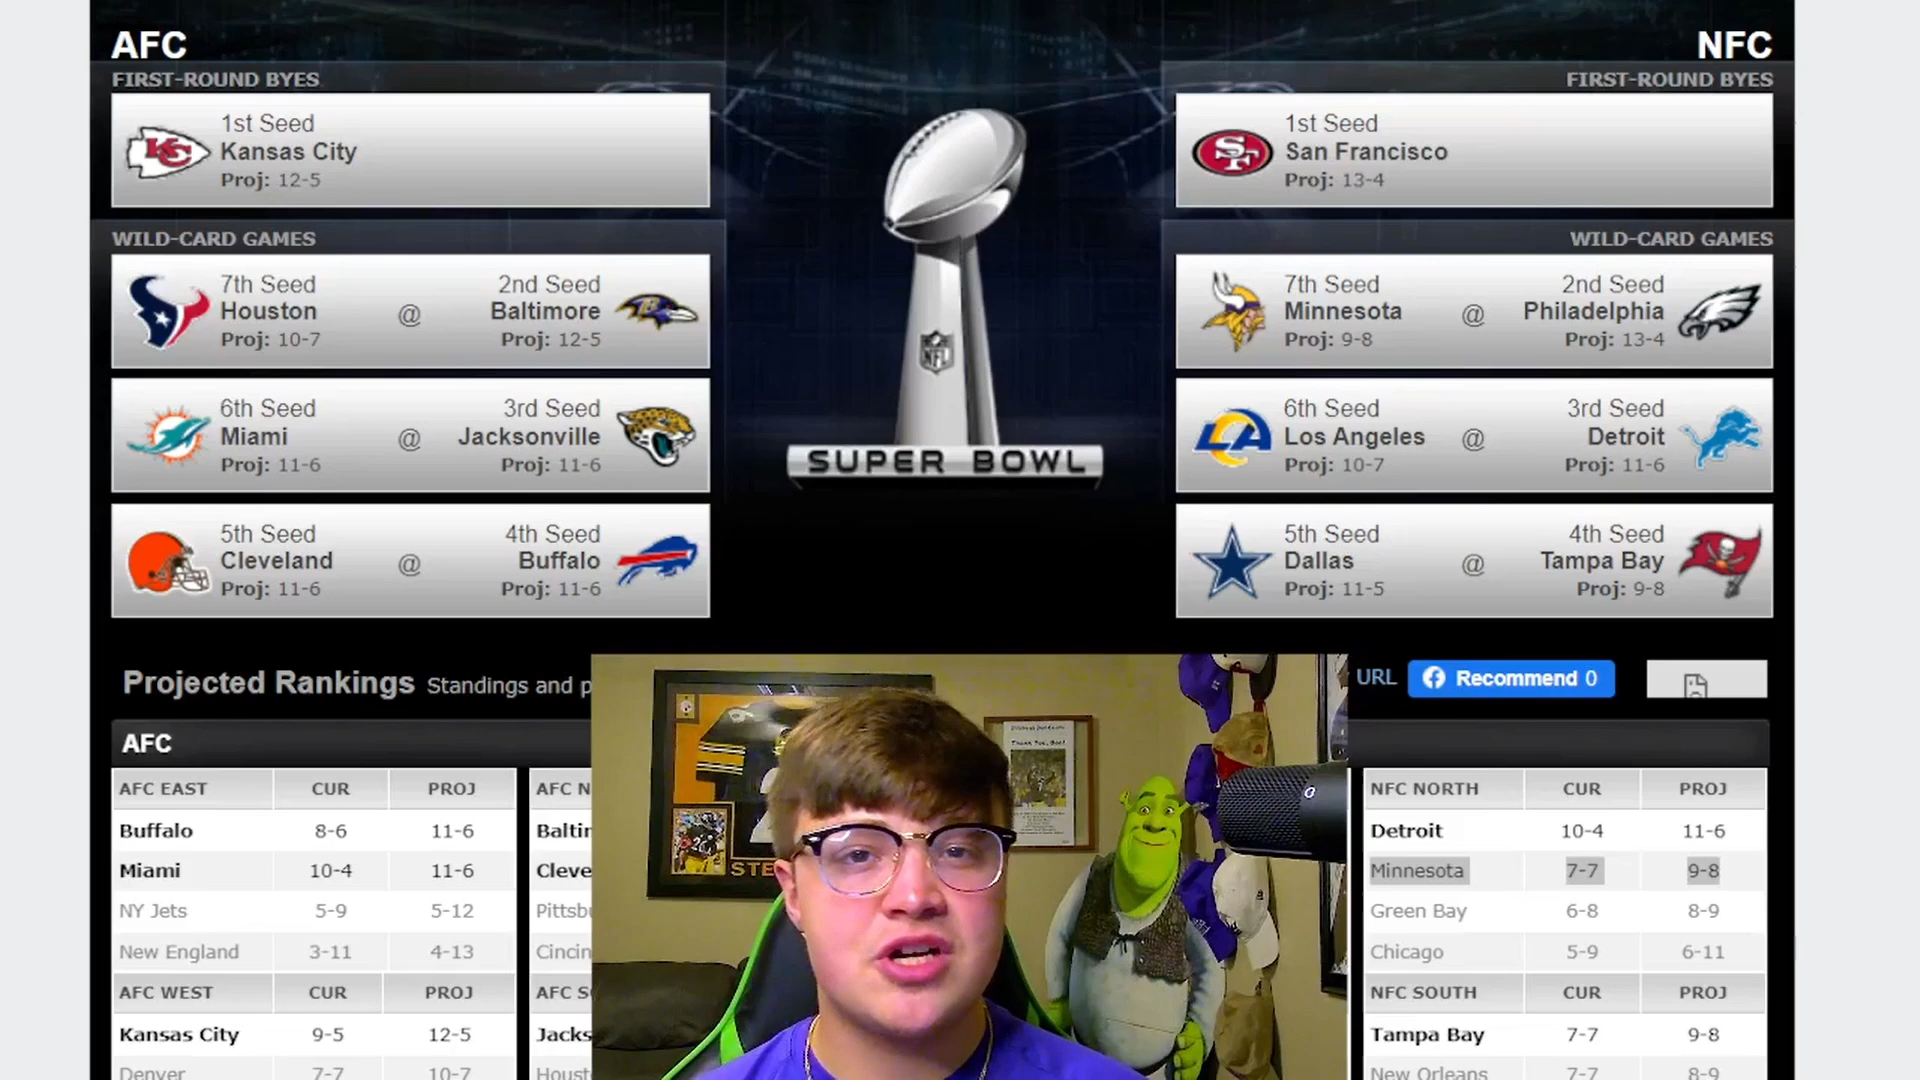 AFC
NFC
FIRST-ROUND BYES
FIRST-ROUND BYES
1st Seed
Kansas City
Proj: 12-5
1st Seed
San Francisco
Proj: 13-4
WILD-CARD GAMES
WILD-CARD GAMES
7th Seed
Houston
Proj: 10-7
@
2nd Seed
Baltimore
Proj: 12-5
7th Seed
Minnesota
Proj: 9-8
@
2nd Seed
Philadelphia
Proj: 13-4
NFL
6th Seed
Miami
Proj: 11-6
@
3rd Seed
Jacksonville
Proj: 11-6
SUPER BOWL
6th Seed
Los Angeles
Proj: 10-7
@
3rd Seed
Detroit
Proj: 11-6
5th Seed
Cleveland
Proj: 11-6
@
4th Seed
Buffalo
Proj: 11-6
5th Seed
Dallas
Proj: 11-5
@
4th Seed
Tampa Bay
Proj: 9-8
Projected Rankings Standings and p
URL
Recommend 0
AFC
AFC EAST CUR PROJ
Buffalo 8-6 11-6
Miami 10-4 11-6
NY Jets 5-9 5-12
New England 3-11 4-13
AFC WEST CUR PROJ
Kansas City 9-5 12-5
Denver 7-7 10-7
AFC N
Baltin
Cleve
Pittsb
Cincin
AFC S
Jacks
Houst
STE
NFC NORTH CUR PROJ
Detroit 10-4 11-6
Minnesota 7-7 9-8
Green Bay 6-8 8-9
Chicago 5-9 6-11
NFC SOUTH CUR PROJ
Tampa Bay 7-7 9-8
New Orleans 7-7 8-9